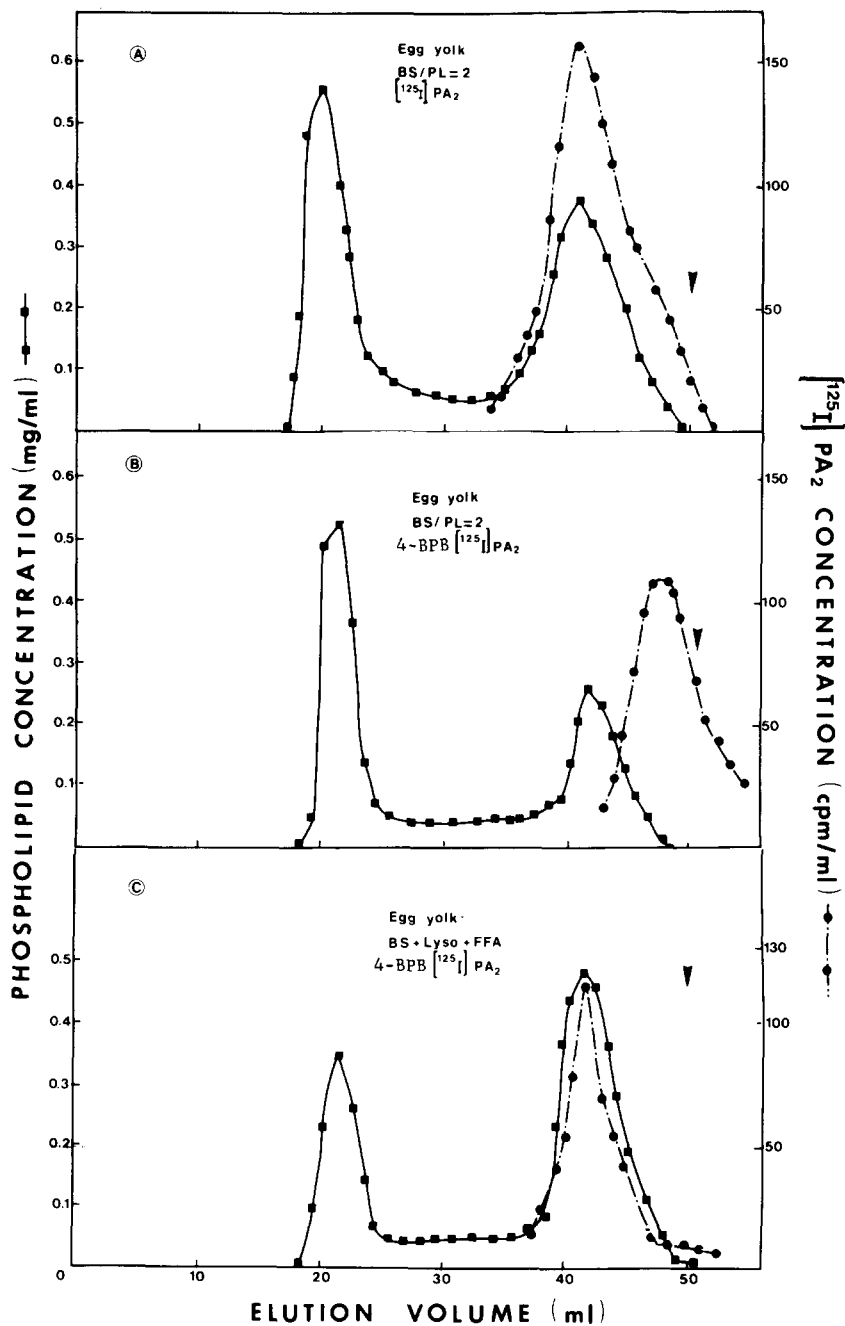 PHOSPHOLIPID CONCENTRATION (mg/ml)
[¹²⁵I] PA₂ CONCENTRATION (cpm/ml)
A
Egg yolk
BS/PL=2
[¹²⁵I] PA₂
0.6
0.5
0.4
0.3
0.2
0.1
150
100
50
B
Egg yolk
BS/PL=2
4-BPB [¹²⁵I] PA₂
0.6
0.5
0.4
0.3
0.2
0.1
150
100
50
C
Egg yolk
BS+Lyso+FFA
4-BPB [¹²⁵I] PA₂
0.5
0.4
0.3
0.2
0.1
0
130
100
50
10
20
30
40
50
ELUTION VOLUME (ml)